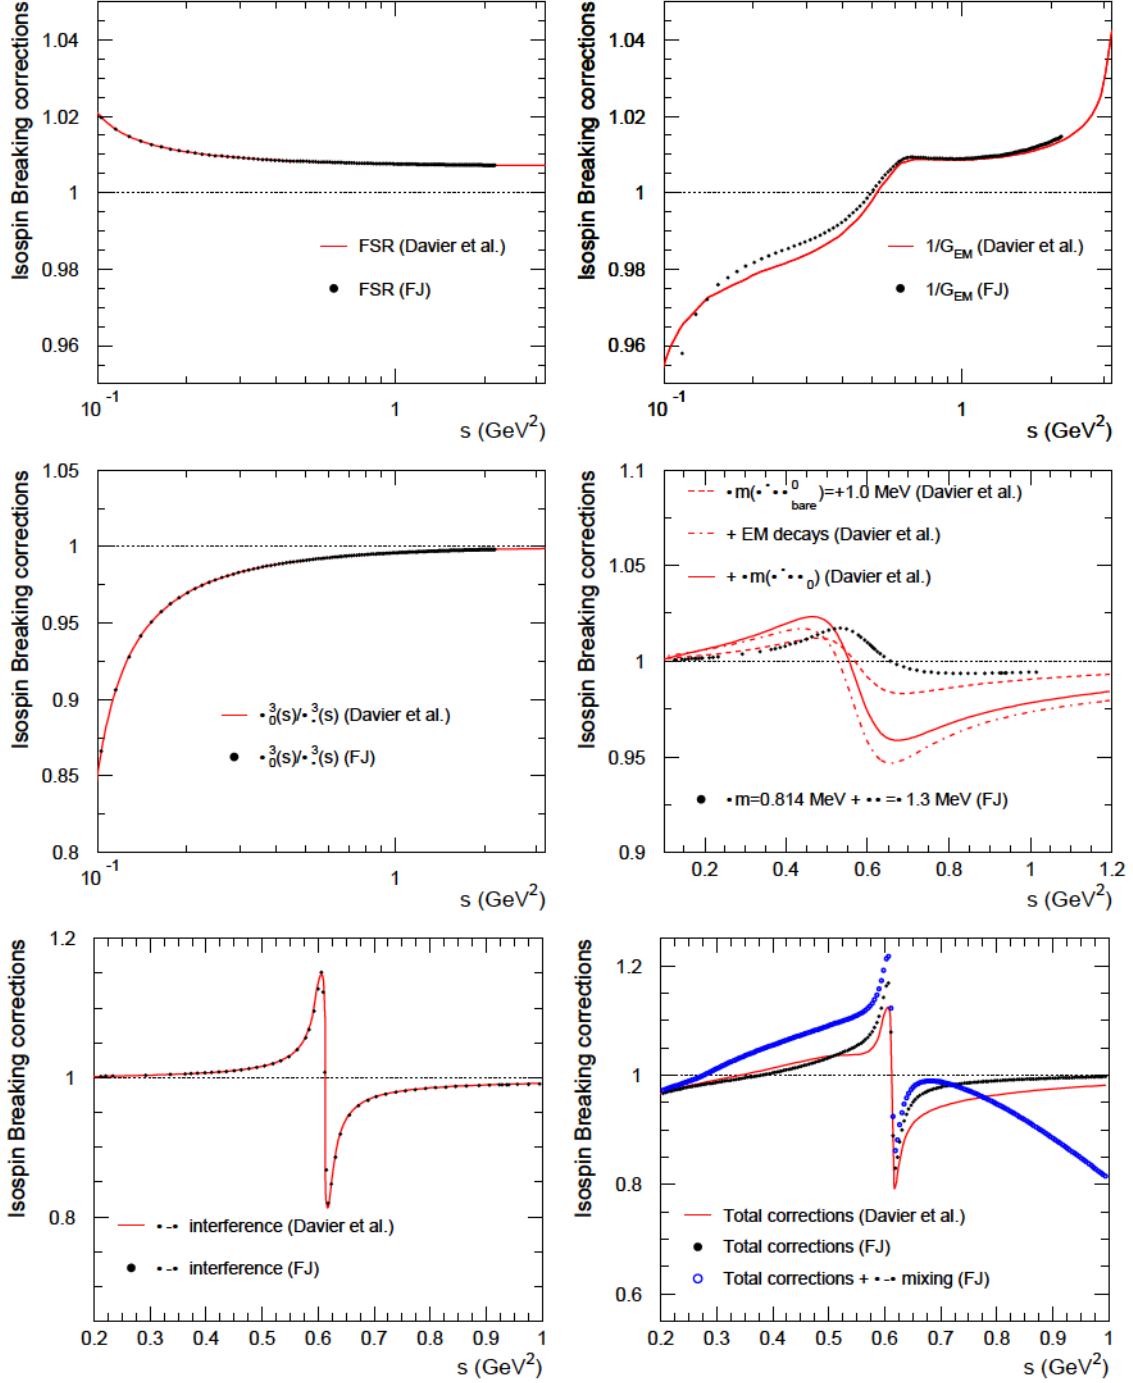 Isospin Breaking corrections
1.04
1.02
1
0.98
0.96
FSR (Davier et al.)
FSR (FJ)
10⁻¹
1
s (GeV²)
Isospin Breaking corrections
1.04
1.02
1
0.98
0.96
1/G_EM (Davier et al.)
1/G_EM (FJ)
10⁻¹
1
s (GeV²)
Isospin Breaking corrections
1.05
1
0.95
0.9
0.85
0.8
•³₀(s)/•³₋(s) (Davier et al.)
•³₀(s)/•³₋(s) (FJ)
10⁻¹
1
s (GeV²)
Isospin Breaking corrections
1.1
1.05
1
0.95
0.9
•m(•⁻••⁰bare)=+1.0 MeV (Davier et al.)
+ EM decays (Davier et al.)
+ •m(•⁻••₀) (Davier et al.)
•m=0.814 MeV + ••=• 1.3 MeV (FJ)
0.2 0.4 0.6 0.8 1 1.2
s (GeV²)
Isospin Breaking corrections
1.2
1
0.8
•-• interference (Davier et al.)
•-• interference (FJ)
0.2 0.3 0.4 0.5 0.6 0.7 0.8 0.9 1
s (GeV²)
Isospin Breaking corrections
1.2
1
0.8
0.6
Total corrections (Davier et al.)
Total corrections (FJ)
Total corrections + •-• mixing (FJ)
0.2 0.3 0.4 0.5 0.6 0.7 0.8 0.9 1
s (GeV²)